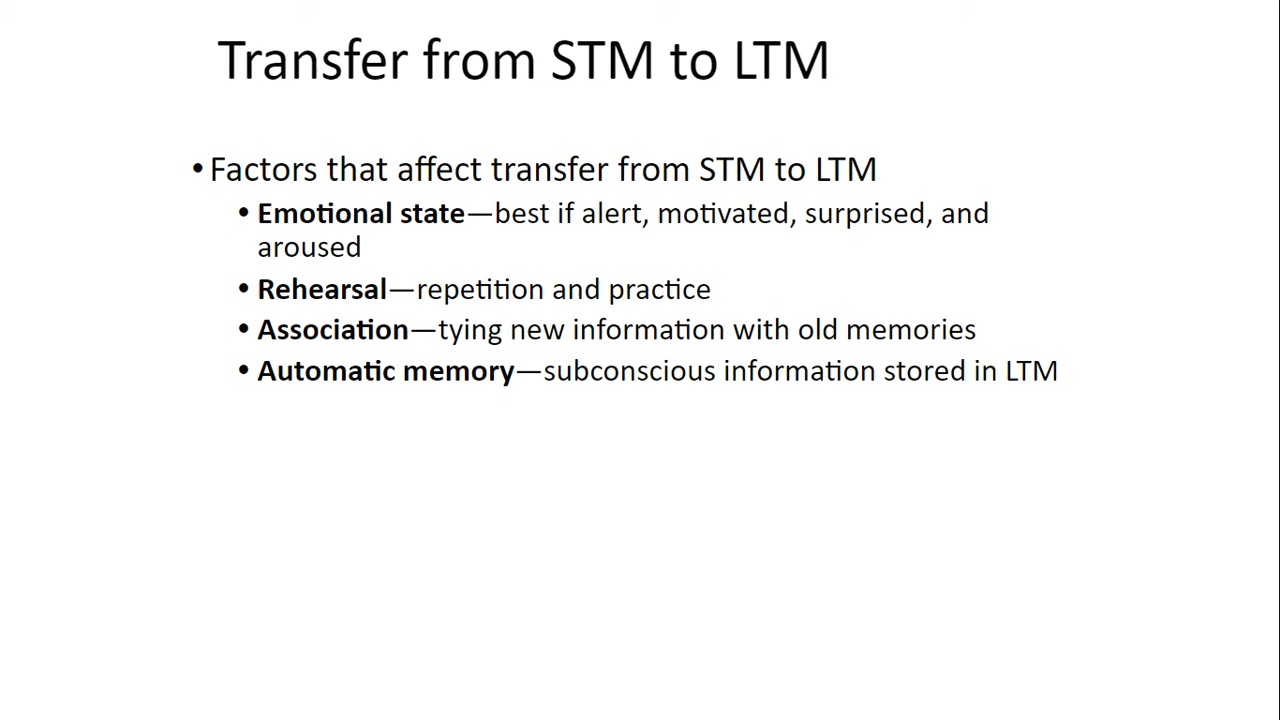 Transfer from STM to LTM
• Factors that affect transfer from STM to LTM
• Emotional state—best if alert, motivated, surprised, and
aroused
• Rehearsal—repetition and practice
• Association—tying new information with old memories
• Automatic memory—subconscious information stored in LTM